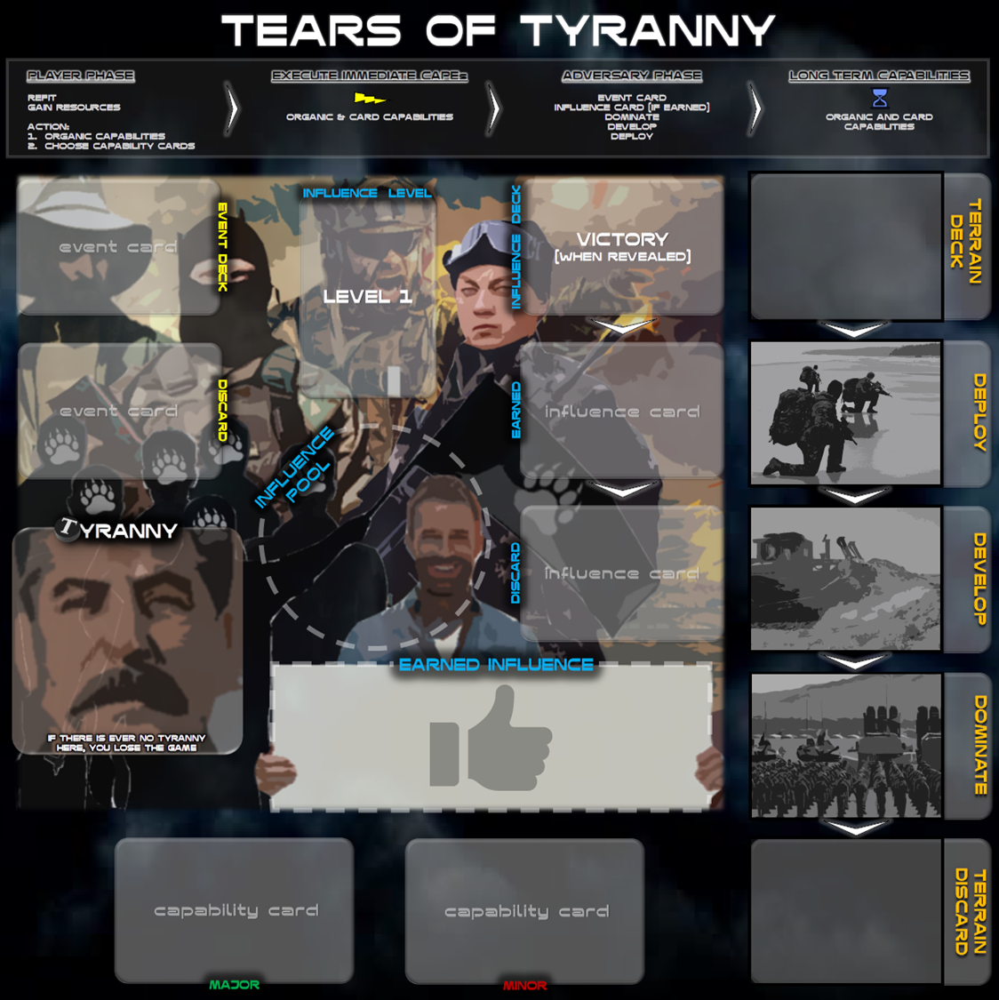 TEARS OF TYRANNY
PLAYER PHASE
REFIT
GAIN RESOURCES
ACTION:
1. ORGANIC CAPABILITIES
2. CHOOSE CAPABILITY CARDS
EXECUTE IMMEDIATE CAPES
ORGANIC & CARD CAPABILITIES
ADVERSARY PHASE
EVENT CARD
INFLUENCE CARD (IF EARNED)
DOMINATE
DEVELOP
DEPLOY
LONG TERM CAPABILITIES
ORGANIC AND CARD
CAPABILITIES
event card
EVENT DECK
INFLUENCE LEVEL
LEVEL 1
INFLUENCE DECK
VICTORY
(WHEN REVEALED)
event card
DISCARD
EARNED
influence card
INFLUENCE
POOL
DISCARD
influence card
TYRANNY
IF THERE IS EVER NO TYRANNY
HERE, YOU LOSE THE GAME
EARNED INFLUENCE
TERRAIN
DECK
DEPLOY
DEVELOP
DOMINATE
TERRAIN
DISCARD
capability card
MAJOR
capability card
MINOR